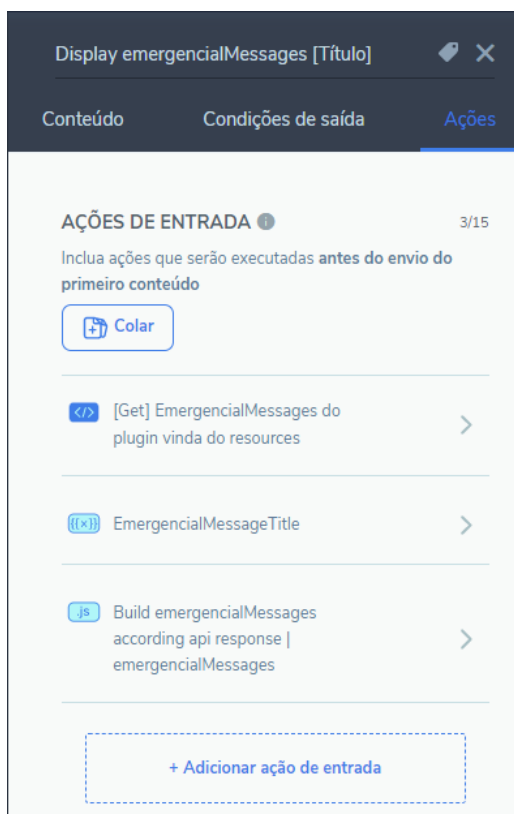 Display emergencialMessages [Título]
Conteúdo Condições de saída Ações
AÇÕES DE ENTRADA 3/15
Inclua ações que serão executadas antes do envio do
primeiro conteúdo
Colar
</> [Get] EmergencialMessages do
plugin vinda do resources
{{x}} EmergencialMessageTitle
.js Build emergencialMessages
according api response |
emergencialMessages
+ Adicionar ação de entrada